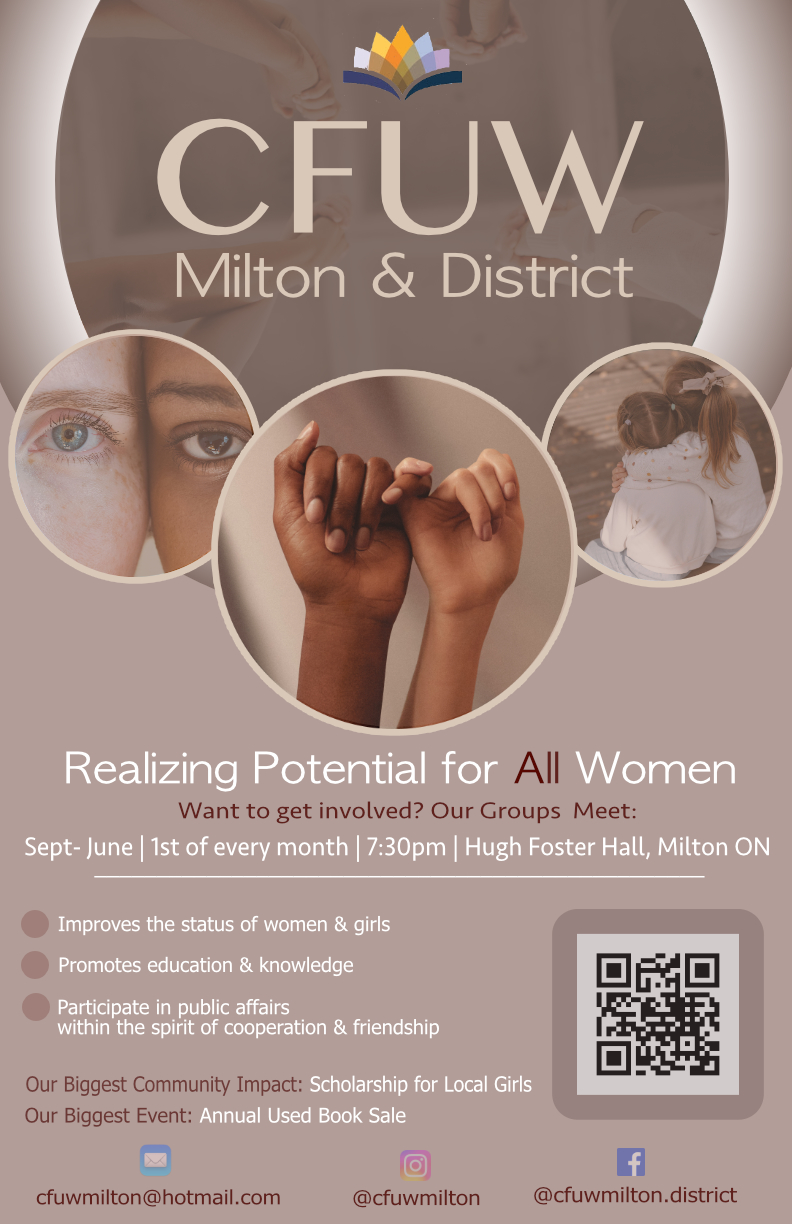 CFUW
Milton & District
Realizing Potential for All Women
Want to get involved? Our Groups Meet:
Sept- June | 1st of every month | 7:30pm | Hugh Foster Hall, Milton ON
Improves the status of women & girls
Promotes education & knowledge
Participate in public affairs
within the spirit of cooperation & friendship
Our Biggest Community Impact: Scholarship for Local Girls
Our Biggest Event: Annual Used Book Sale
cfuwmilton@hotmail.com
@cfuwmilton
@cfuwmilton.district